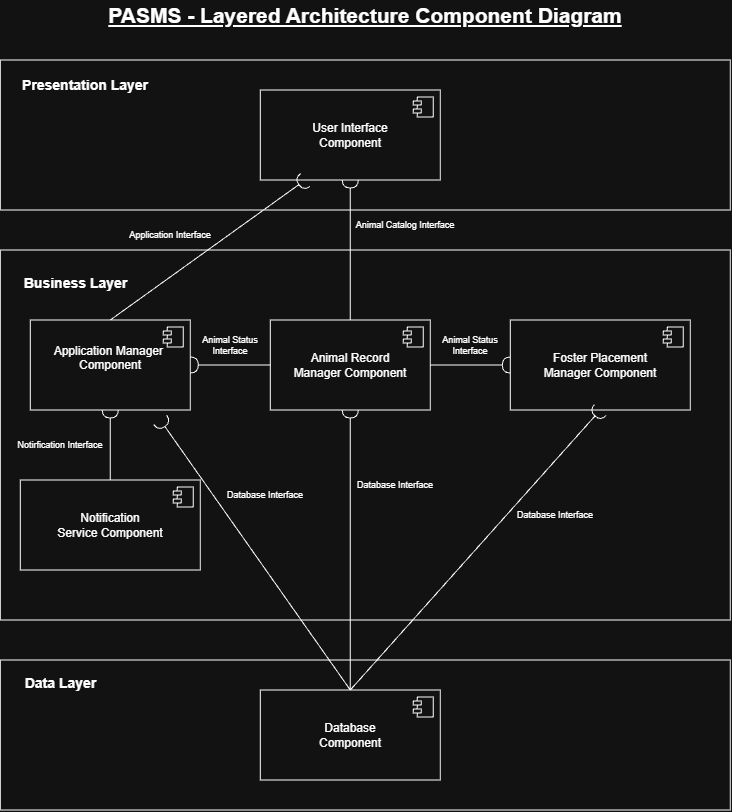 PASMS - Layered Architecture Component Diagram
Presentation Layer
User Interface
Component
Application Interface
Animal Catalog Interface
Business Layer
Application Manager
Component
Animal Status
Interface
Animal Record
Manager Component
Animal Status
Interface
Foster Placement
Manager Component
Notirfication Interface
Database Interface
Database Interface
Database Interface
Notification
Service Component
Data Layer
Database
Component